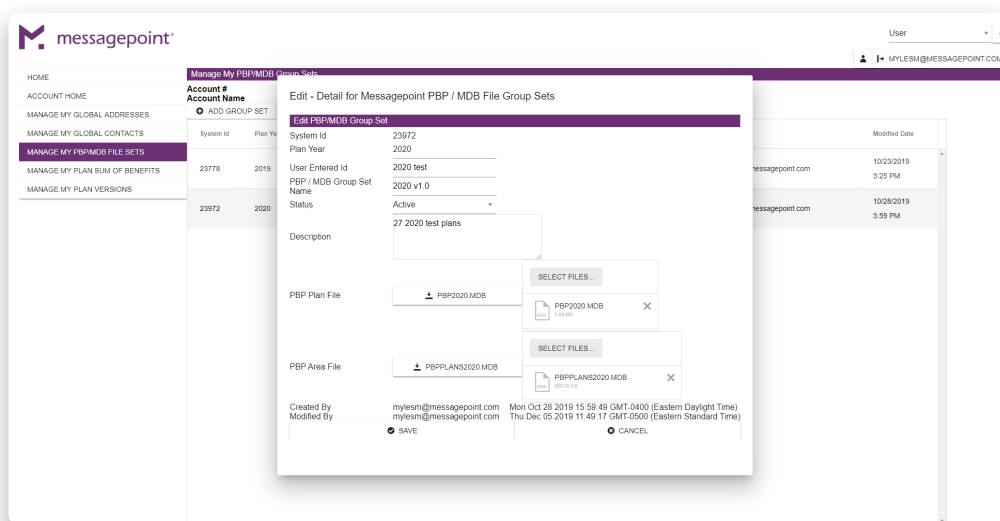 messagepoint
User
MYLESM@MESSAGEPOINT.COM
HOME
ACCOUNT HOME
MANAGE MY GLOBAL ADDRESSES
MANAGE MY GLOBAL CONTACTS
MANAGE MY PBP/MDB FILE SETS
MANAGE MY PLAN SUM OF BENEFITS
MANAGE MY PLAN VERSIONS
Manage My PBP/MDB Group Sets
Account #
Account Name
ADD GROUP SET
System Id Plan Ye Modified Date
23778 2019 nessagepoint.com 10/23/2019
3:25 PM
23972 2020 nessagepoint.com 10/28/2019
3:59 PM
Edit - Detail for Messagepoint PBP / MDB File Group Sets
Edit PBP/MDB Group Set
System Id 23972
Plan Year 2020
User Entered Id 2020 test
PBP / MDB Group Set
Name 2020 v1.0
Status Active
Description 27 2020 test plans
PBP Plan File PBP2020.MDB
SELECT FILES...
PBP2020.MDB
PBP Area File PBPPLANS2020.MDB
SELECT FILES...
PBPPLANS2020.MDB
Created By mylesm@messagepoint.com Mon Oct 28 2019 15:59:49 GMT-0400 (Eastern Daylight Time)
Modified By mylesm@messagepoint.com Thu Dec 05 2019 11:49:17 GMT-0500 (Eastern Standard Time)
SAVE CANCEL